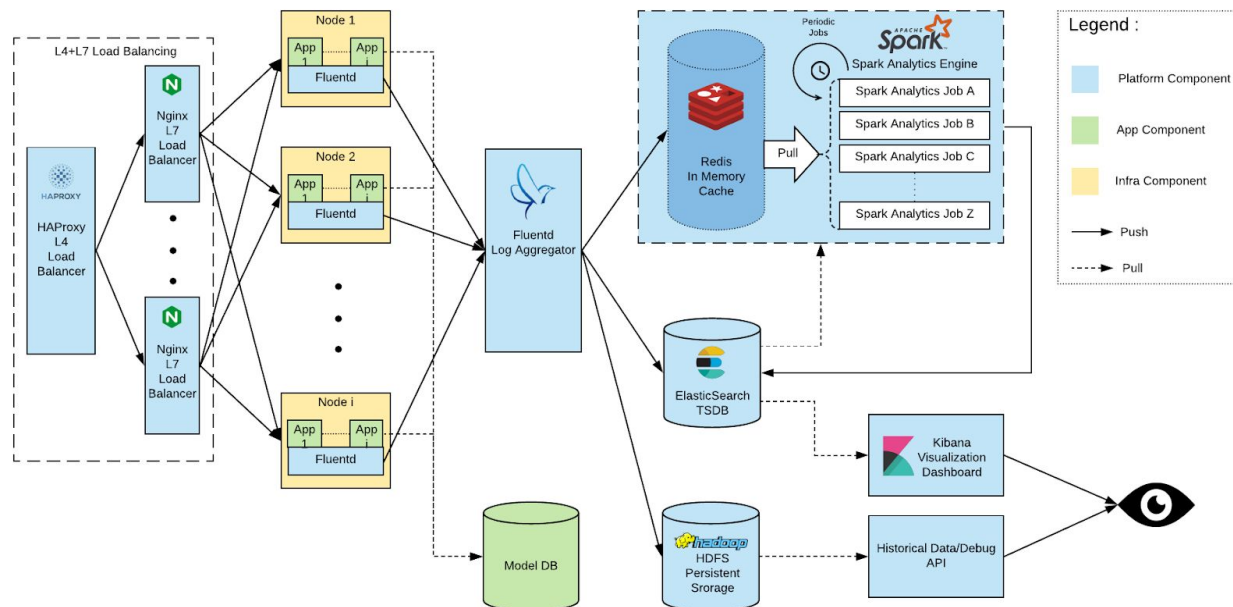 L4+L7 Load Balancing
HAPROXY
HAProxy
L4
Load
Balancer
Nginx
L7
Load
Balancer
Nginx
L7
Load
Balancer
Node 1
App
1
App
i
Fluentd
Node 2
App
1
App
i
Fluentd
Node i
App
1
App
i
Fluentd
Fluentd
Log Aggregator
Model DB
Redis
In Memory
Cache
Pull
Periodic
Jobs
APACHE
Spark
Spark Analytics Engine
Spark Analytics Job A
Spark Analytics Job B
Spark Analytics Job C
Spark Analytics Job Z
ElasticSearch
TSDB
hadoop
HDFS
Persistent
Srorage
Kibana
Visualization
Dashboard
Historical Data/Debug
API
Legend :
Platform Component
App Component
Infra Component
Push
Pull